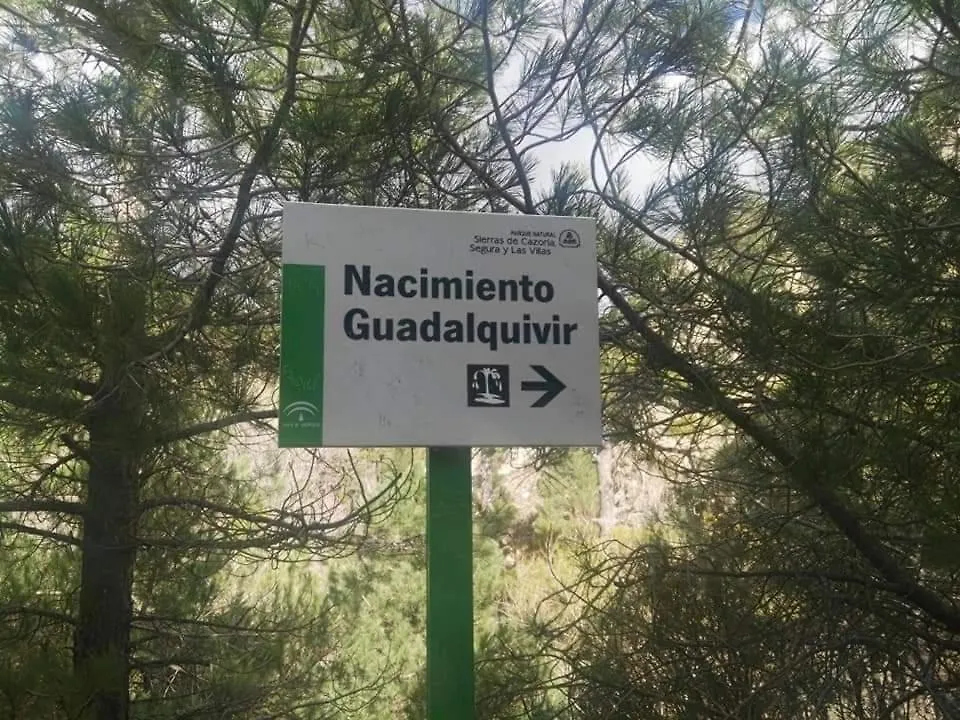 PARQUE NATURAL
Sierras de Cazorla,
Segura y Las Villas
Nacimiento
Guadalquivir